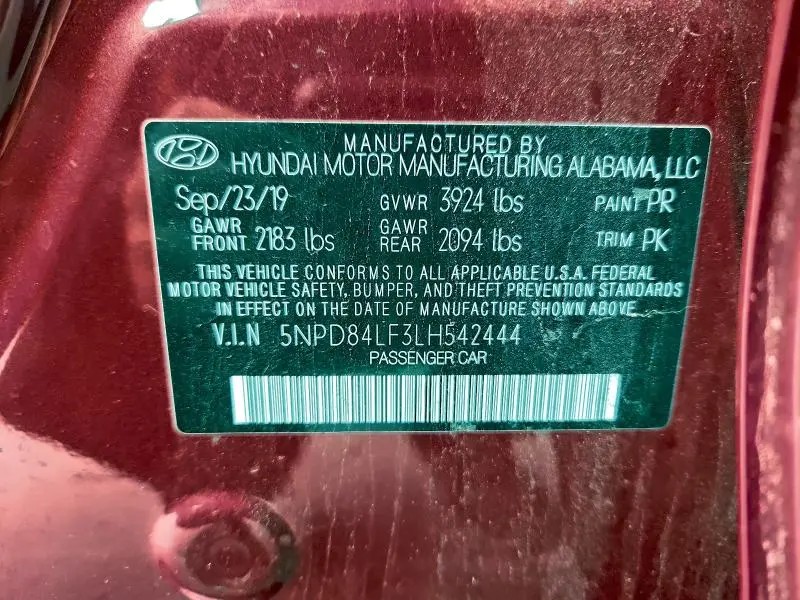 MANUFACTURED BY
HYUNDAI MOTOR MANUFACTURING ALABAMA, LLC
Sep/23/19 GVWR 3924 lbs PAINT PR
GAWR FRONT 2183 lbs GAWR REAR 2094 lbs TRIM PK
THIS VEHICLE CONFORMS TO ALL APPLICABLE U.S.A. FEDERAL
MOTOR VEHICLE SAFETY, BUMPER, AND THEFT PREVENTION STANDARDS
IN EFFECT ON THE DATE OF MANUFACTURE SHOWN ABOVE.
V.I.N 5NPD84LF3LH542444
PASSENGER CAR